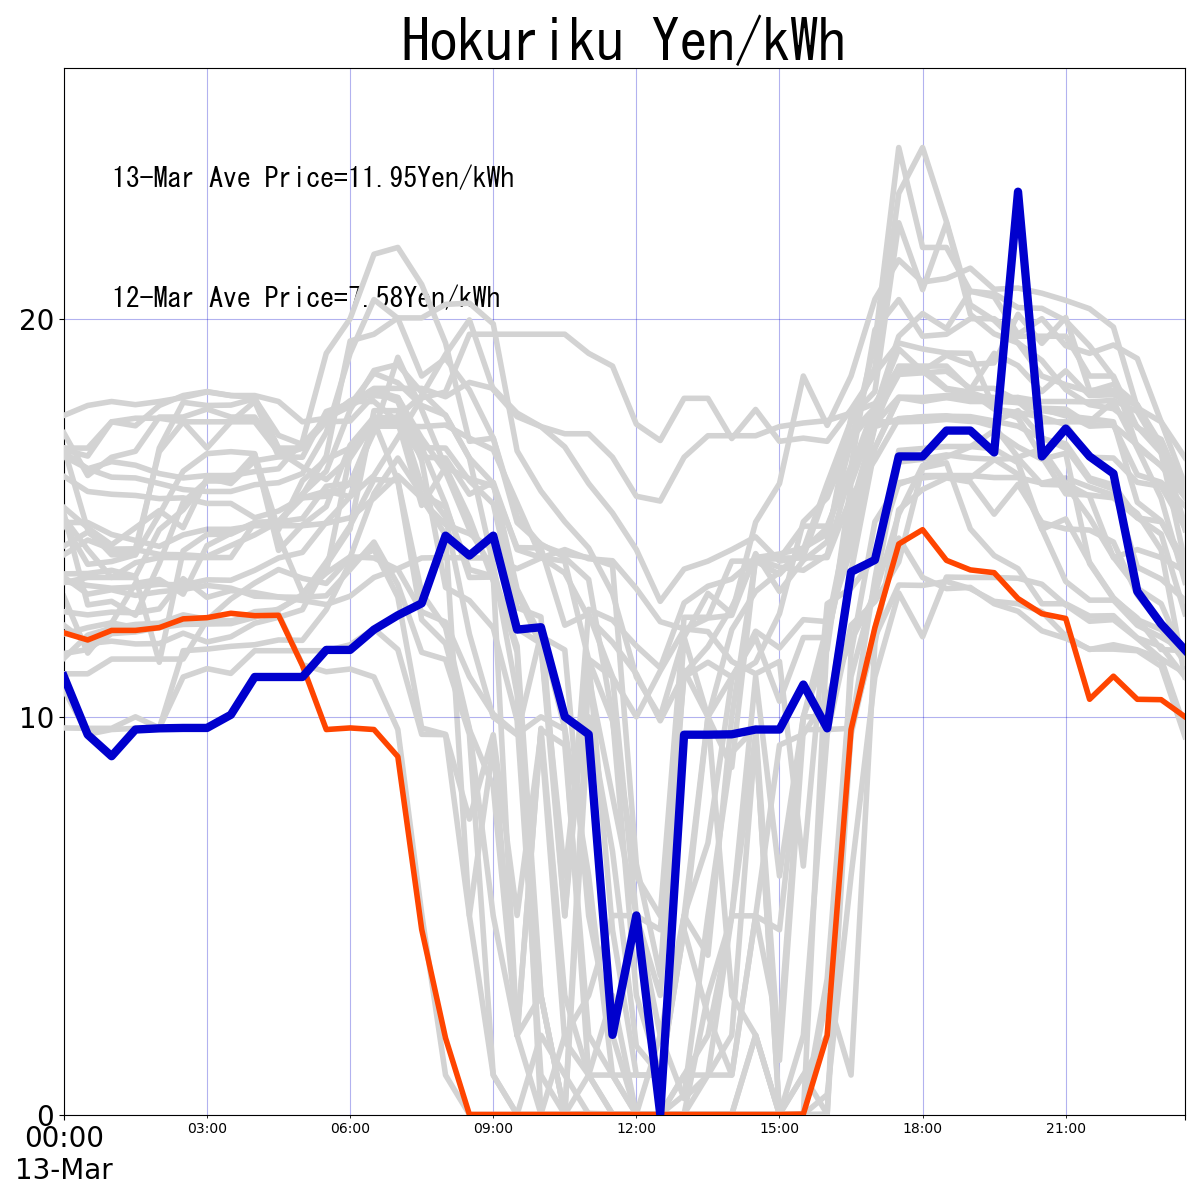 Hokuriku Yen/kWh
13-Mar Ave Price=11.95Yen/kWh
12-Mar Ave Price=7.58Yen/kWh
20
10
0
00:00 03:00 06:00 09:00 12:00 15:00 18:00 21:00
13-Mar